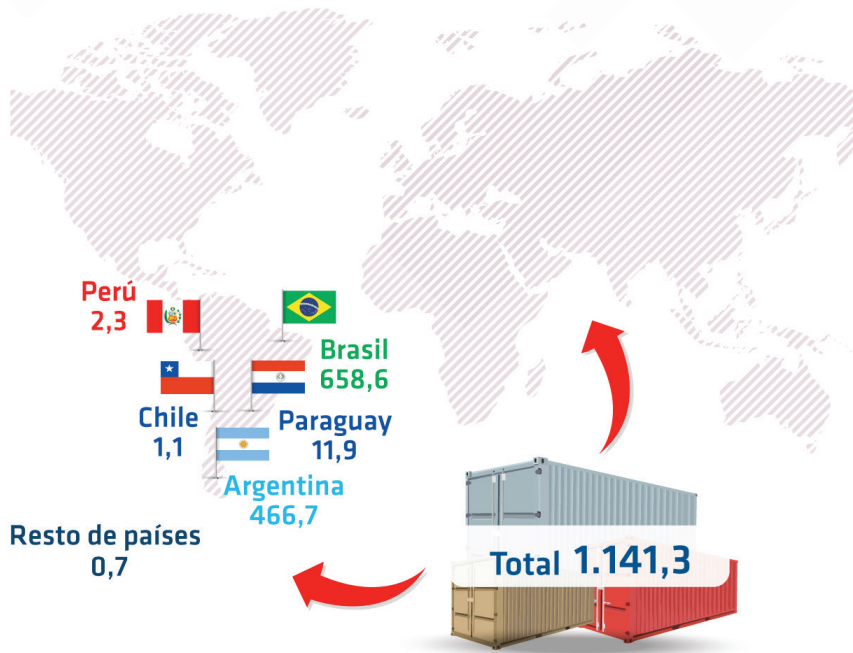 Perú
2,3
Brasil
658,6
Chile
1,1
Paraguay
11,9
Argentina
466,7
Resto de países
0,7
Total 1.141,3